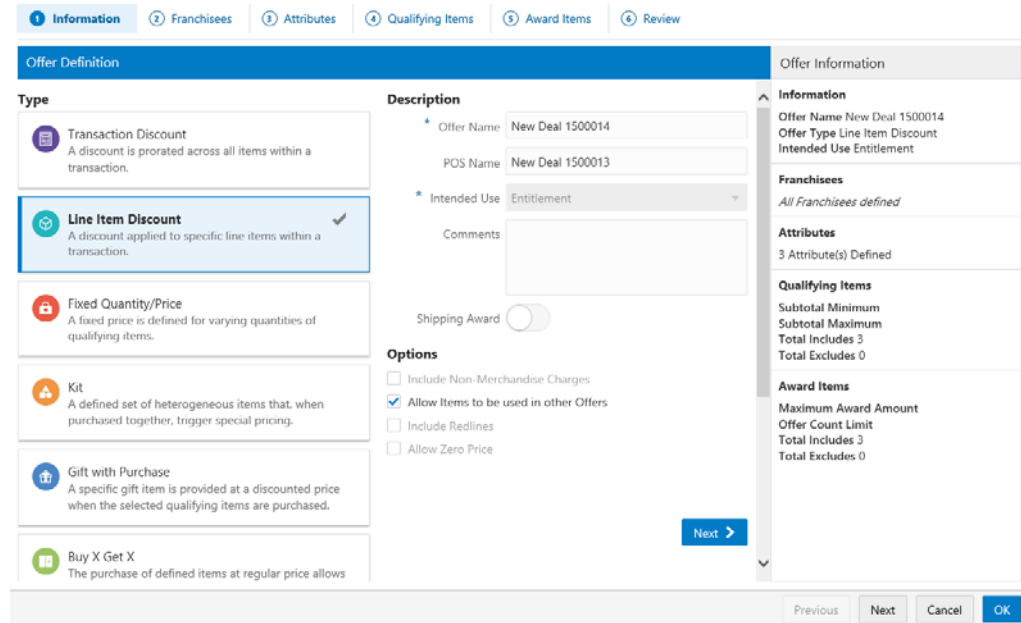 1 Information
2 Franchisees
3 Attributes
4 Qualifying Items
5 Award Items
6 Review
Offer Definition
Type
Transaction Discount
A discount is prorated across all items within a
transaction.
Line Item Discount
A discount applied to specific line items within a
transaction.
Fixed Quantity/Price
A fixed price is defined for varying quantities of
qualifying items.
Kit
A defined set of heterogeneous items that, when
purchased together, trigger special pricing.
Gift with Purchase
A specific gift item is provided at a discounted price
when the selected qualifying items are purchased.
Buy X Get X
The purchase of defined items at regular price allows
Description
* Offer Name New Deal 1500014
POS Name New Deal 1500013
* Intended Use Entitlement
Comments
Shipping Award
Options
Include Non-Merchandise Charges
Allow Items to be used in other Offers
Include Redlines
Allow Zero Price
Next
Offer Information
Information
Offer Name New Deal 1500014
Offer Type Line Item Discount
Intended Use Entitlement
Franchisees
All Franchisees defined
Attributes
3 Attribute(s) Defined
Qualifying Items
Subtotal Minimum
Subtotal Maximum
Total Includes 3
Total Excludes 0
Award Items
Maximum Award Amount
Offer Count Limit
Total Includes 3
Total Excludes 0
Previous
Next
Cancel
OK